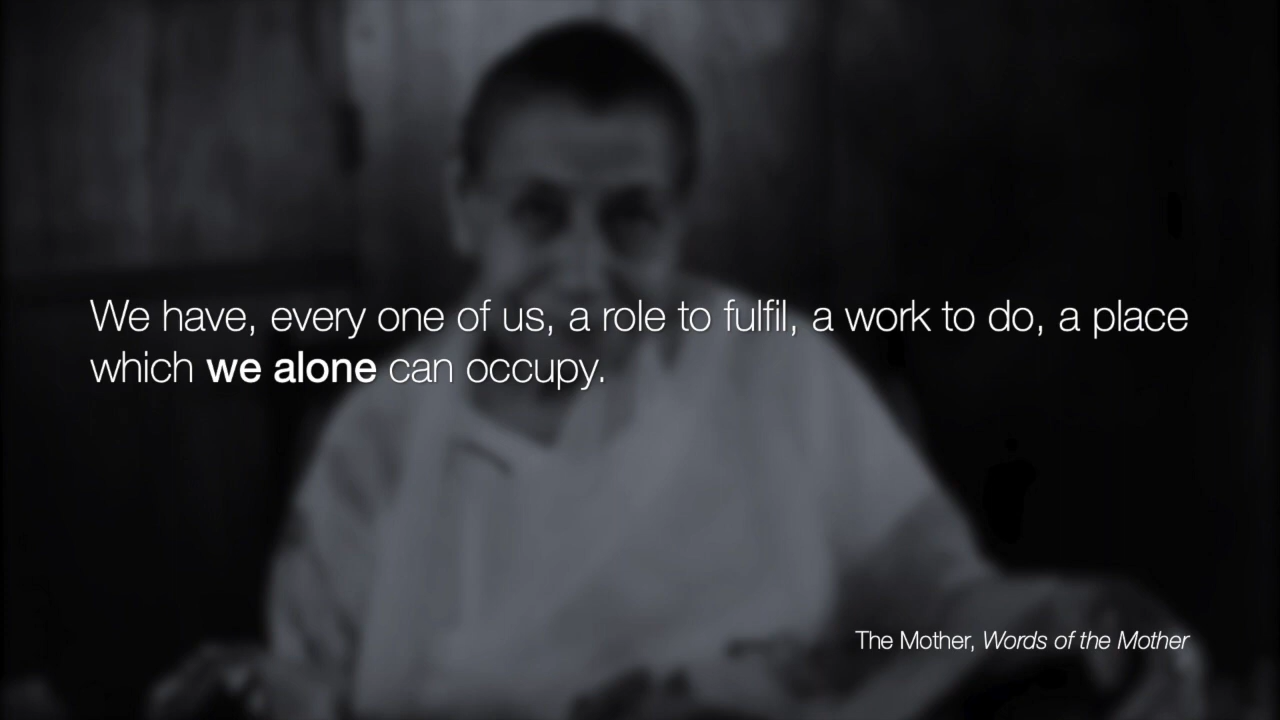 We have, every one of us, a role to fulfil, a work to do, a place
which we alone can occupy.
The Mother, Words of the Mother